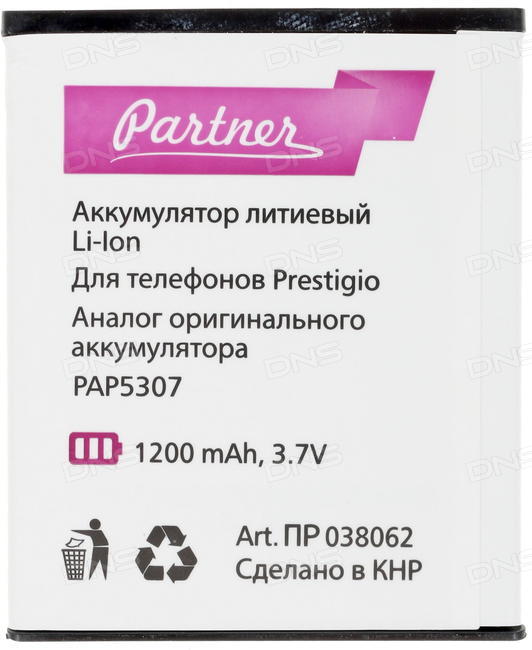 Partner
Аккумулятор литиевый
Li-Ion
Для телефонов Prestigio
Аналог оригинального
аккумулятора
PAP5307
1200 mAh, 3.7V
Art. ПР 038062
Сделано в КНР
DNS